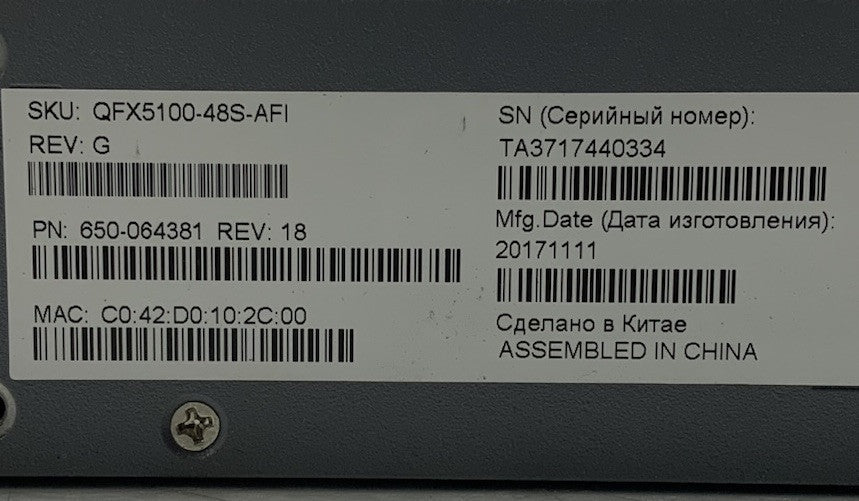 SKU: QFX5100-48S-AFI
REV: G
PN: 650-064381 REV: 18
MAC: C0:42:D0:10:2C:00
SN (Серийный номер):
TA3717440334
Mfg.Date (Дата изготовления):
20171111
Сделано в Китае
ASSEMBLED IN CHINA